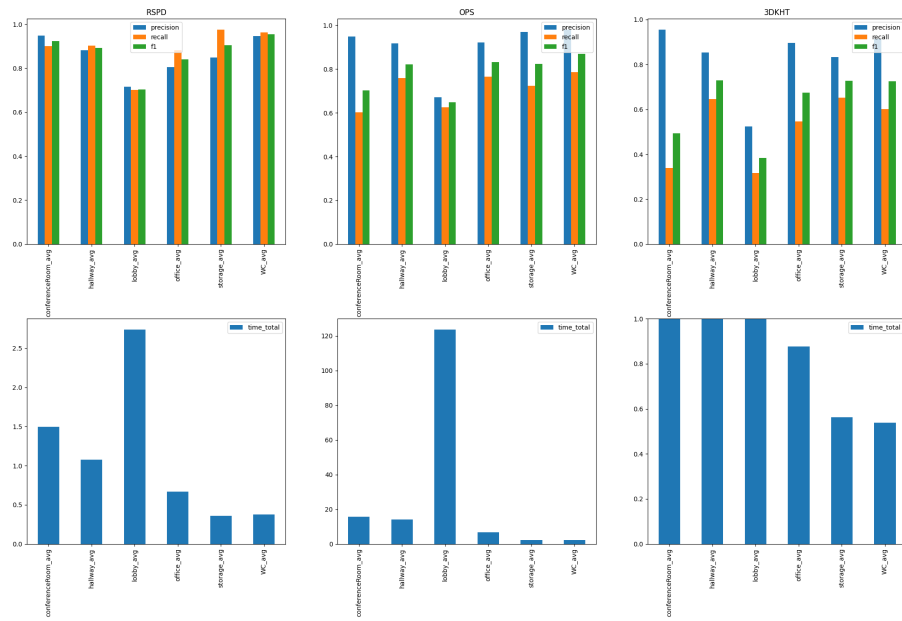 RSPD
1.0
0.8
0.6
0.4
0.2
0.0
precision
recall
f1
conferenceRoom_avg
hallway_avg
lobby_avg
office_avg
storage_avg
WC_avg
OPS
1.0
0.8
0.6
0.4
0.2
0.0
precision
recall
f1
conferenceRoom_avg
hallway_avg
lobby_avg
office_avg
storage_avg
WC_avg
3DKHT
1.0
0.8
0.6
0.4
0.2
0.0
precision
recall
f1
conferenceRoom_avg
hallway_avg
lobby_avg
office_avg
storage_avg
WC_avg
2.5
2.0
1.5
1.0
0.5
0.0
time_total
conferenceRoom_avg
hallway_avg
lobby_avg
office_avg
storage_avg
WC_avg
120
100
80
60
40
20
0
time_total
conferenceRoom_avg
hallway_avg
lobby_avg
office_avg
storage_avg
WC_avg
1.0
0.8
0.6
0.4
0.2
0.0
time_total
conferenceRoom_avg
hallway_avg
lobby_avg
office_avg
storage_avg
WC_avg